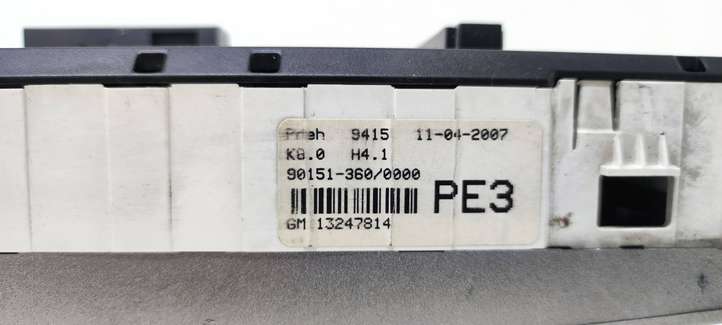 Preh 9415 11-04-2007
K8.0 H4.1
90151-360/0000
PE3
GM 13247814